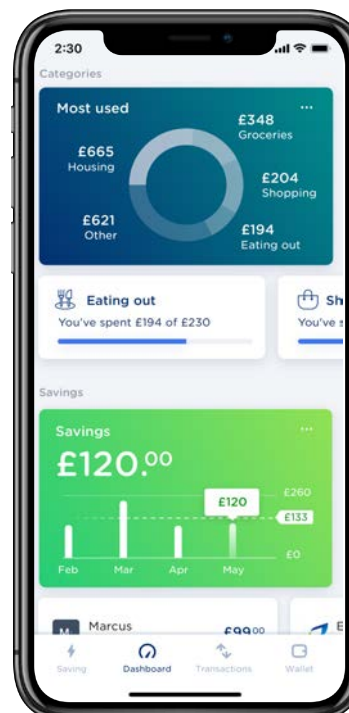 2:30
Categories
Most used
...
£348
Groceries
£665
Housing
£204
Shopping
£621
Other
£194
Eating out
Eating out
You've spent £194 of £230
Sh
You've s
Savings
Savings
...
£120.00
£260
£120
£133
£0
Feb Mar Apr May
Marcus
£99.00
E
Saving Dashboard Transactions Wallet